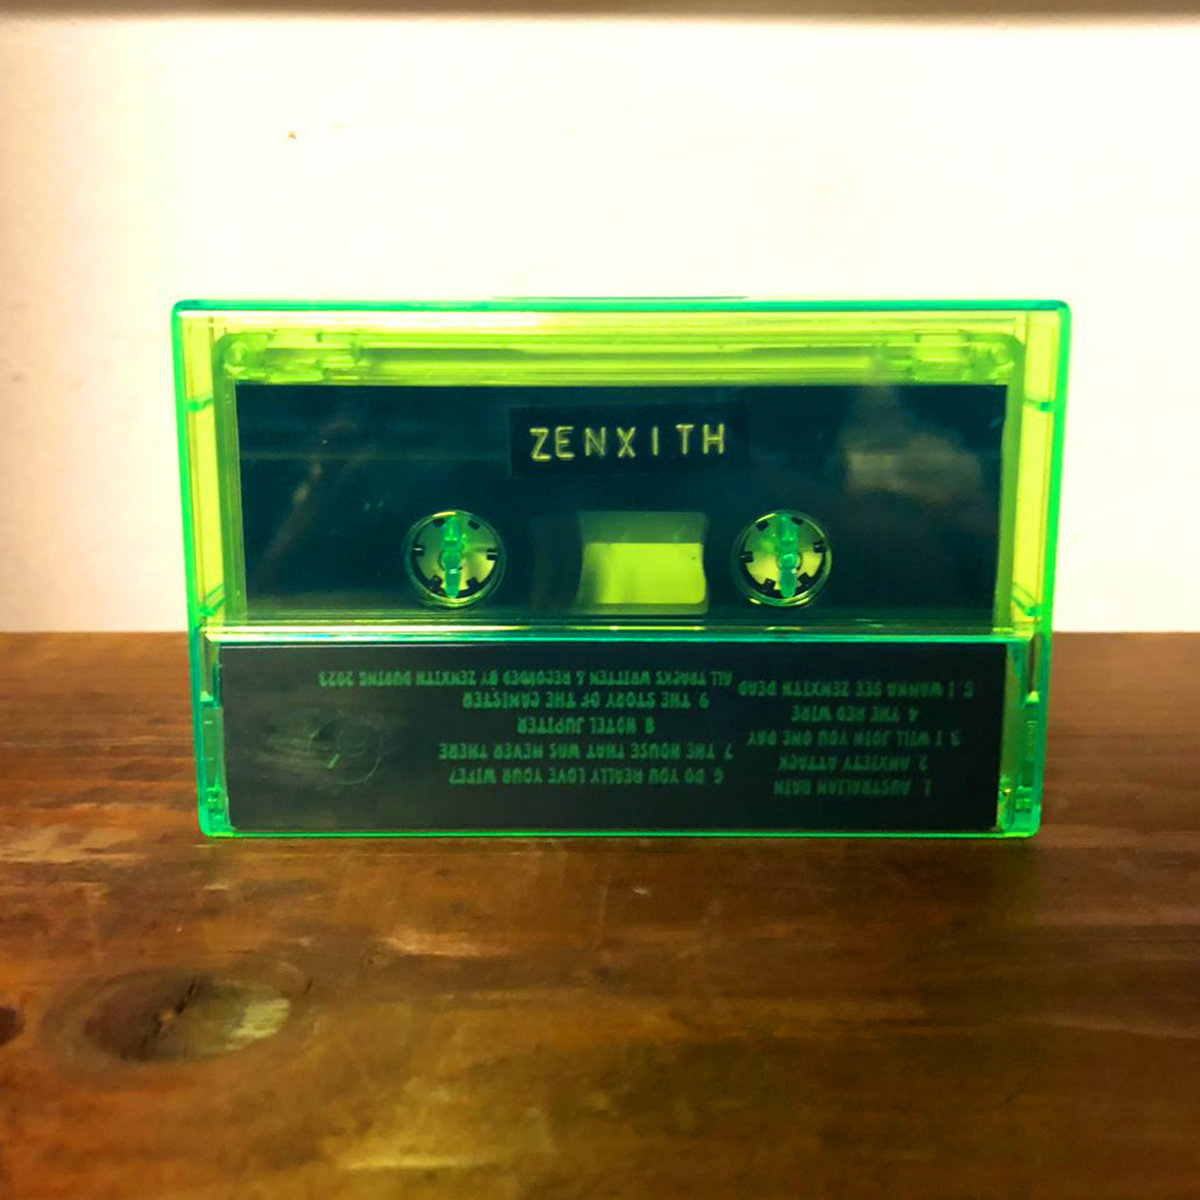 ZENXITH
1. AUSTRALIAN RAIN
2 ANXIETY ATTACK
3 I WILL JOIN YOU ONE DAY
4 THE RED WIRE
5 I WANNA SEE ZENXITH DEAD
6 DO YOU REALLY LOVE YOUR WIFE?
7 THE HOUSE THAT WAS NEVER THERE
8 HOTEL JUPITER
9 THE STORY OF THE CANISTER
ALL TRACKS WRITTEN & RECORDED BY ZENXITH DURING 2023